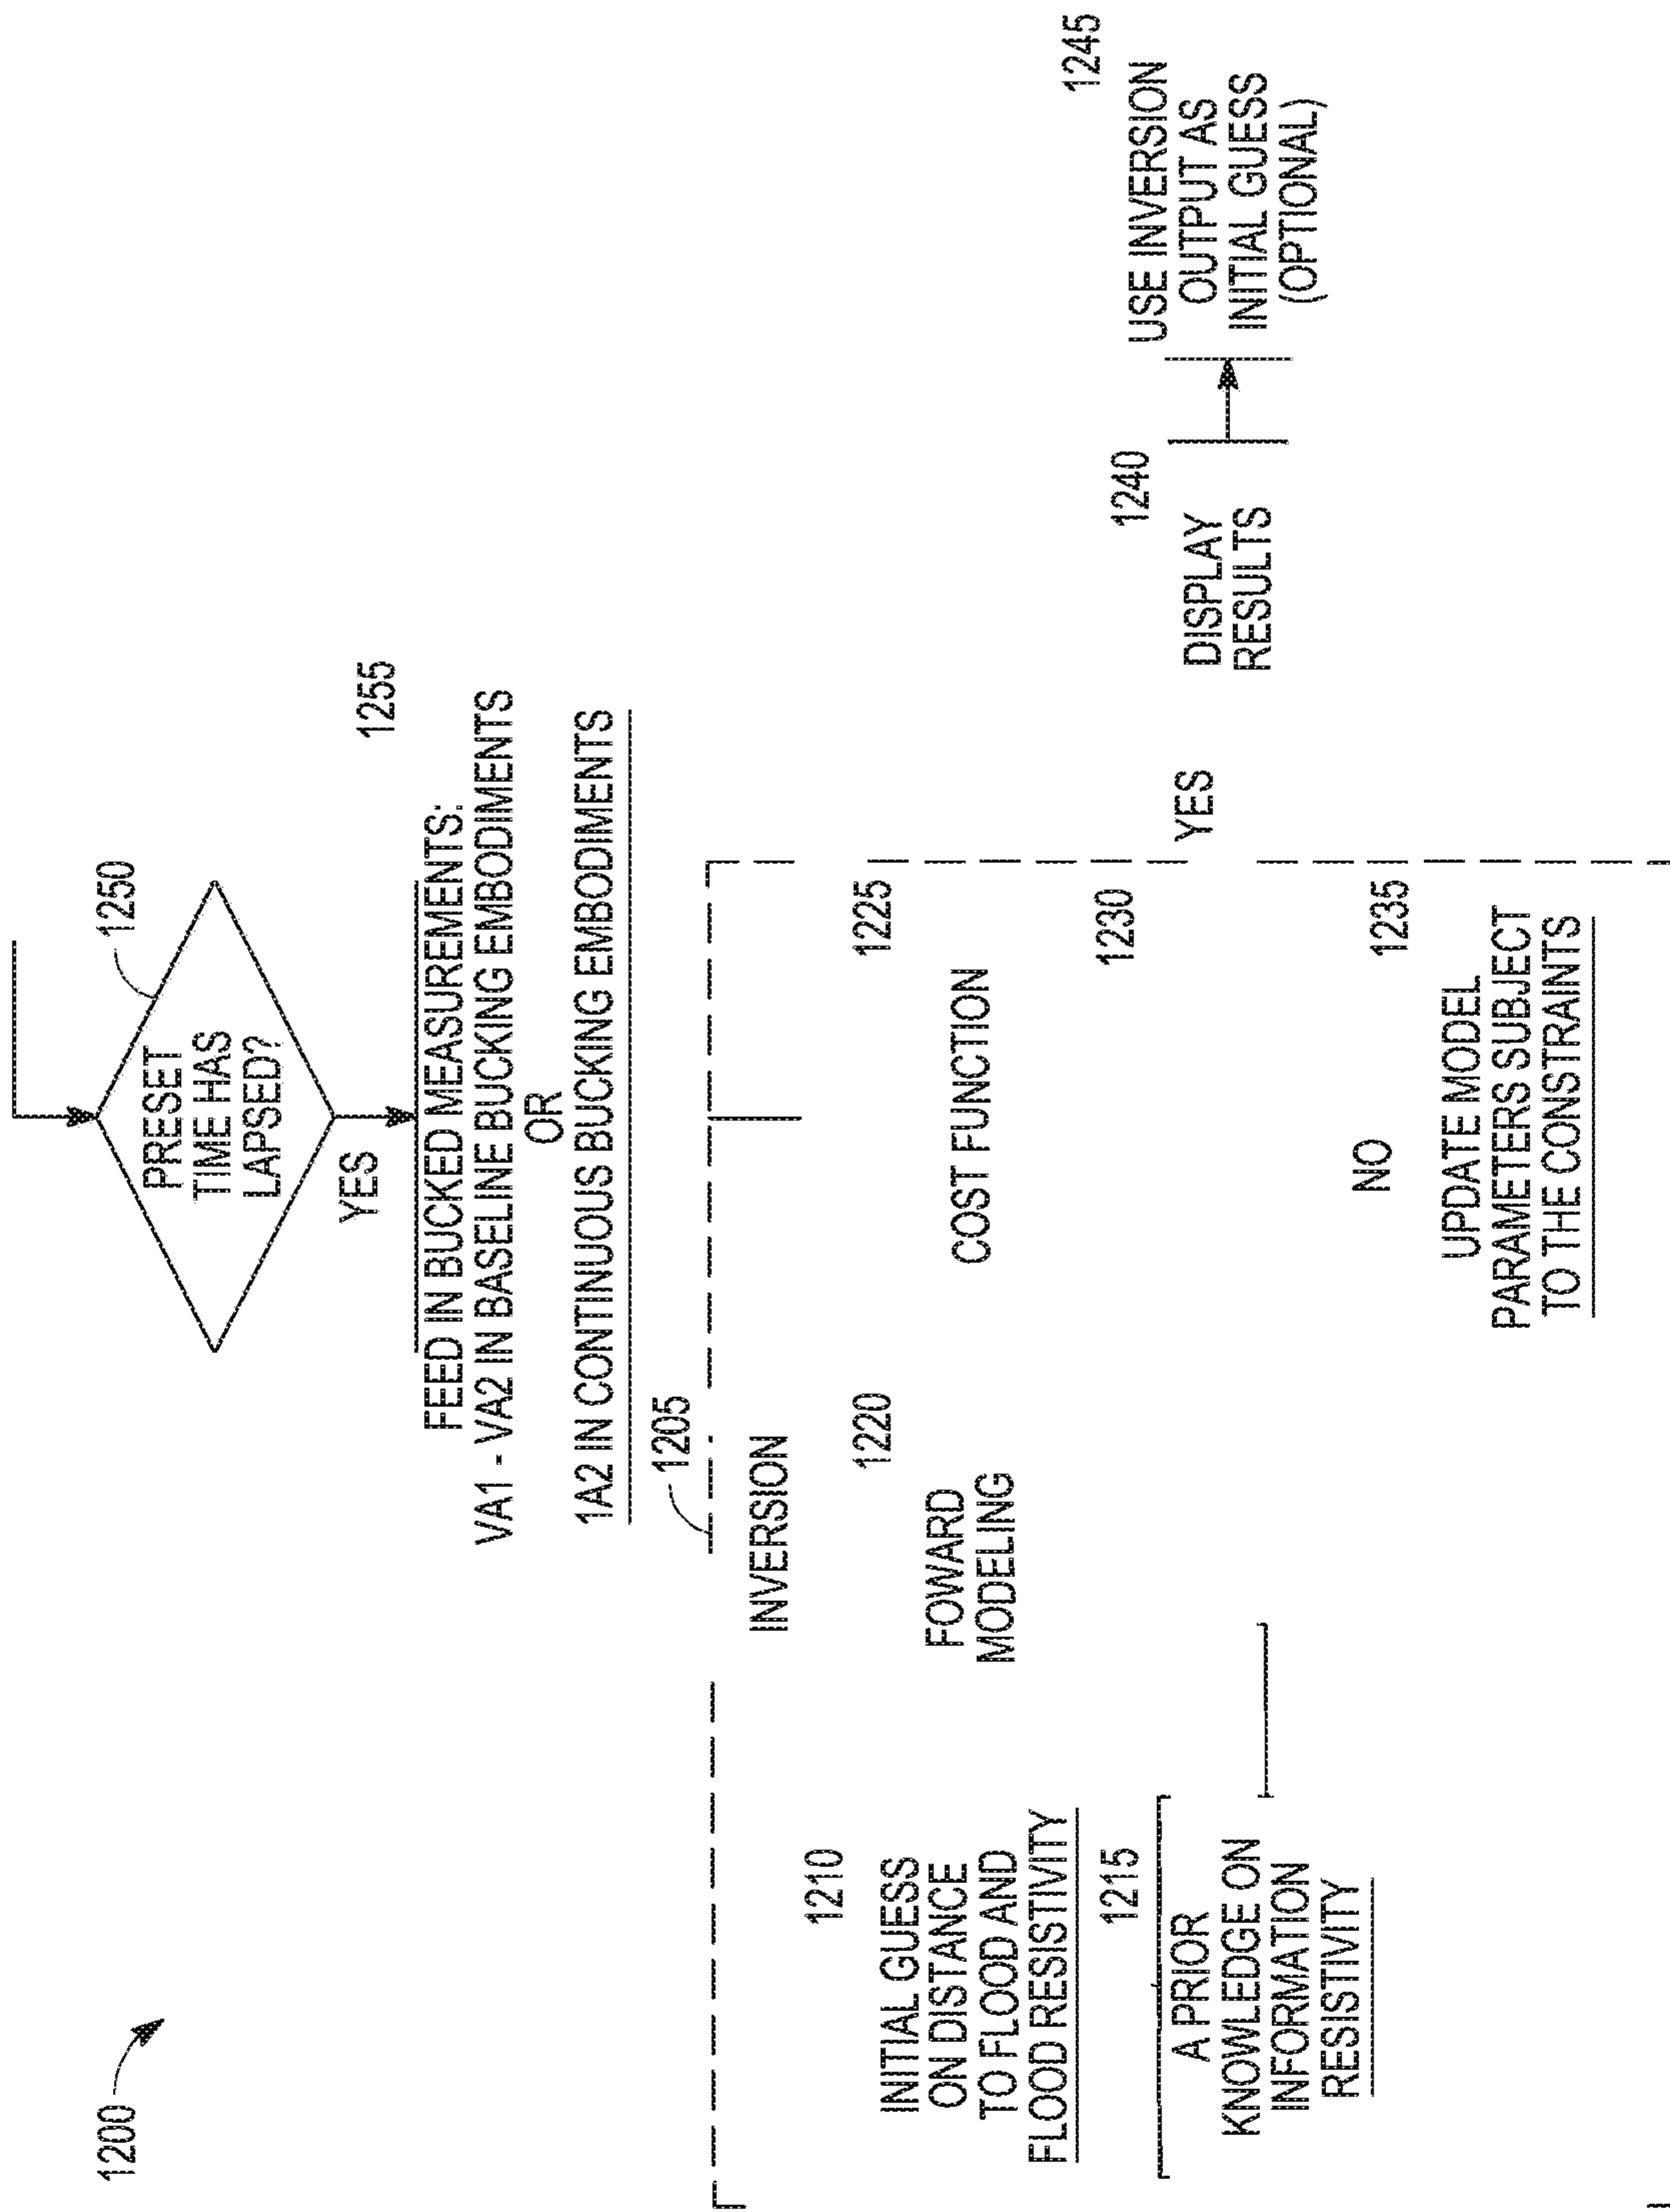 1200
1250
PRESET
TIME HAS
LAPSED?
YES
1255
FEED IN BUCKED MEASUREMENTS:
VA1 - VA2 IN BASELINE BUCKING EMBODIMENTS
OR
1A2 IN CONTINUOUS BUCKING EMBODIMENTS
1205
INVERSION
1210
INITIAL GUESS
ON DISTANCE
TO FLOOD AND
FLOOD RESISTIVITY
1215
A PRIOR
KNOWLEDGE ON
INFORMATION
RESISTIVITY
1220
FOWARD
MODELING
1225
COST FUNCTION
1230
YES
NO
1235
UPDATE MODEL
PARAMETERS SUBJECT
TO THE CONSTRAINTS
1240
DISPLAY
RESULTS
1245
USE INVERSION
OUTPUT AS
INITIAL GUESS
(OPTIONAL)